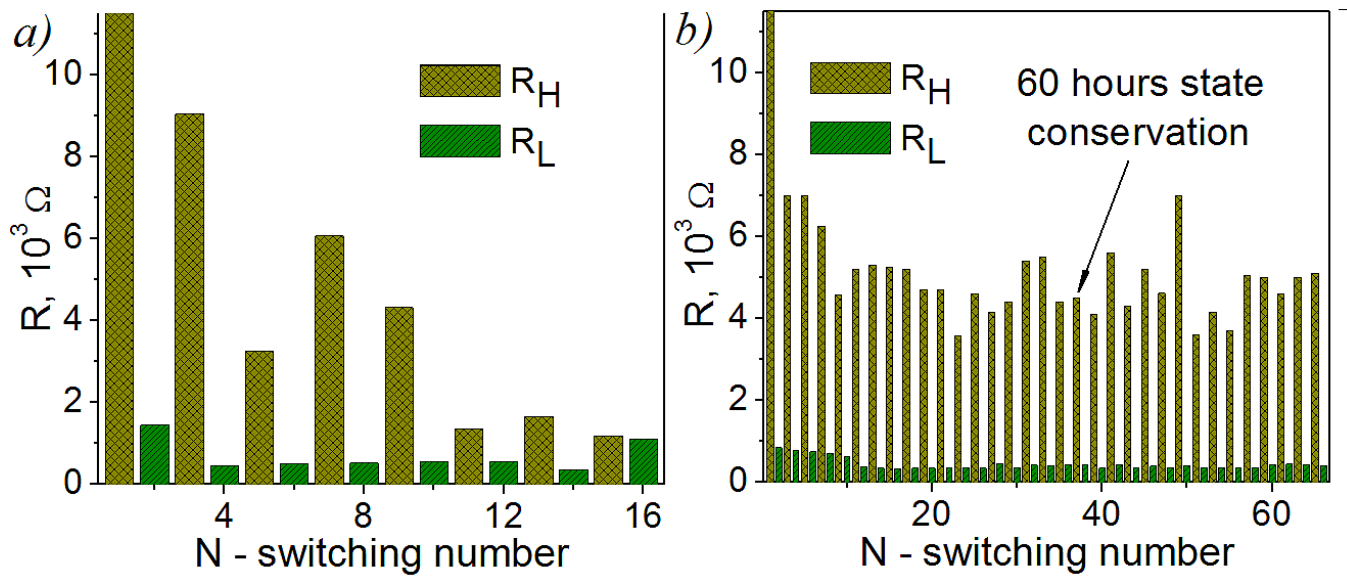 a)
10
8
6
4
2
0
R, 10³ Ω
R_H
R_L
4
8
12
16
N - switching number
b)
10
8
6
4
2
0
R, 10³ Ω
R_H
R_L
60 hours state
conservation
20
40
60
N - switching number